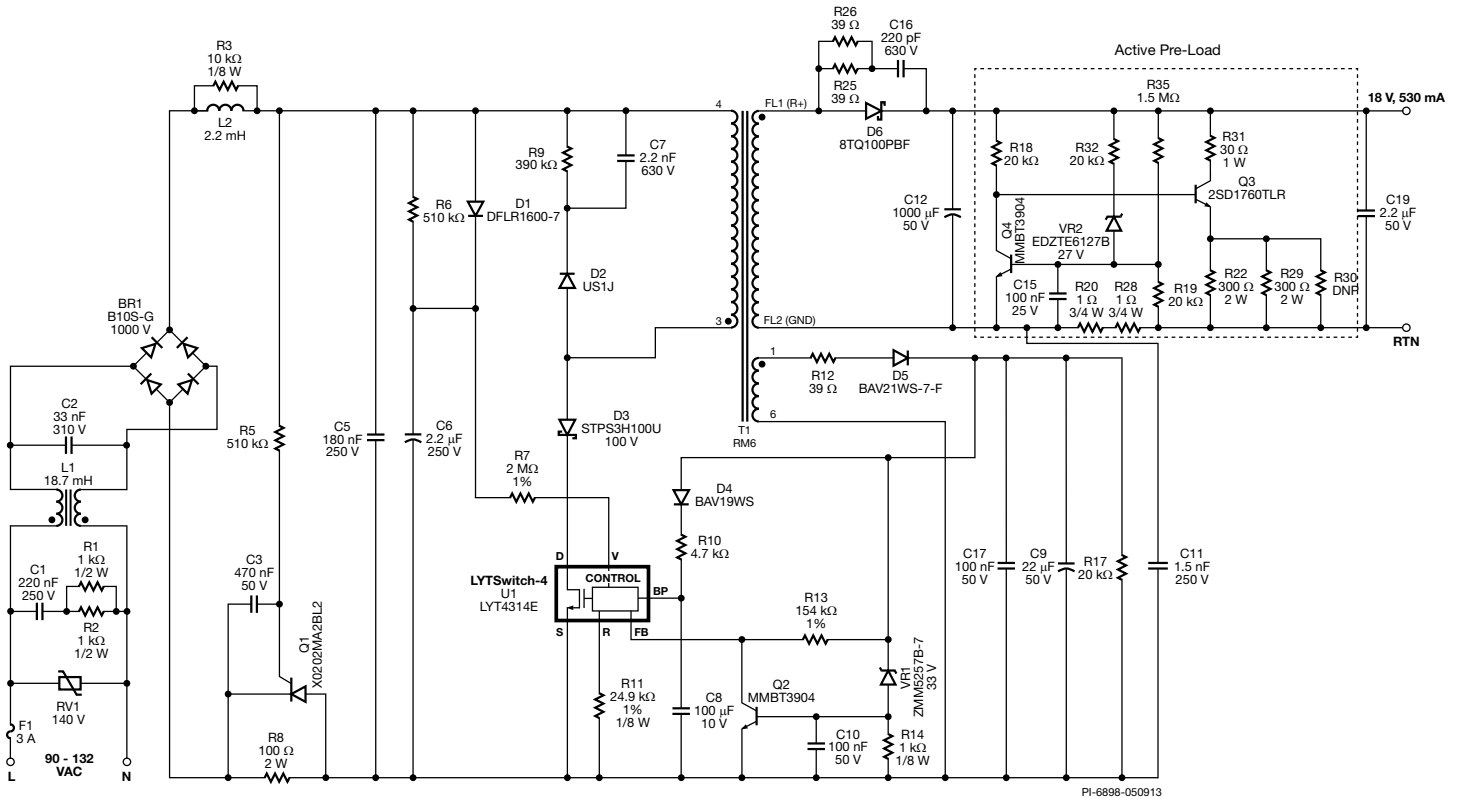 R26
39 Ω
C16
220 pF
630 V
R25
39 Ω
Active Pre-Load
R3
10 kΩ
1/8 W
L2
2.2 mH
4
FL1 (R+)
D6
8TQ100PBF
R35
1.5 MΩ
18 V, 530 mA
R9
390 kΩ
C7
2.2 nF
630 V
R18
20 kΩ
R32
20 kΩ
R31
30 Ω
1 W
R6
510 kΩ
D1
DFLR1600-7
C12
1000 µF
50 V
Q4
MMBT3904
VR2
EDZTE6127B
27 V
Q3
2SD1760TLR
C19
2.2 µF
50 V
D2
US1J
C15
100 nF
25 V
R20
1 Ω
3/4 W
R28
1 Ω
3/4 W
R19
20 kΩ
R22
300 Ω
2 W
R29
300 Ω
2 W
R30
DNP
BR1
B10S-G
1000 V
3
FL2 (GND)
RTN
1
R12
39 Ω
D5
BAV21WS-7-F
6
T1
RM6
C2
33 nF
310 V
L1
18.7 mH
R5
510 kΩ
C5
180 nF
250 V
C6
2.2 µF
250 V
D3
STPS3H100U
100 V
R7
2 MΩ
1%
D4
BAV19WS
R10
4.7 kΩ
C1
220 nF
250 V
R1
1 kΩ
1/2 W
R2
1 kΩ
1/2 W
C3
470 nF
50 V
Q1
X0202MA2BL2
D
V
CONTROL
LYTSwitch-4
U1
LYT4314E
BP
S
R
FB
R13
154 kΩ
1%
C17
100 nF
50 V
C9
22 µF
50 V
R17
20 kΩ
C11
1.5 nF
250 V
RV1
140 V
F1
3 A
90 - 132
VAC
L
N
R8
100 Ω
2 W
R11
24.9 kΩ
1%
1/8 W
C8
100 µF
10 V
Q2
MMBT3904
VR1
ZMM5257B-7
33 V
C10
100 nF
50 V
R14
1 kΩ
1/8 W
PI-6898-050913